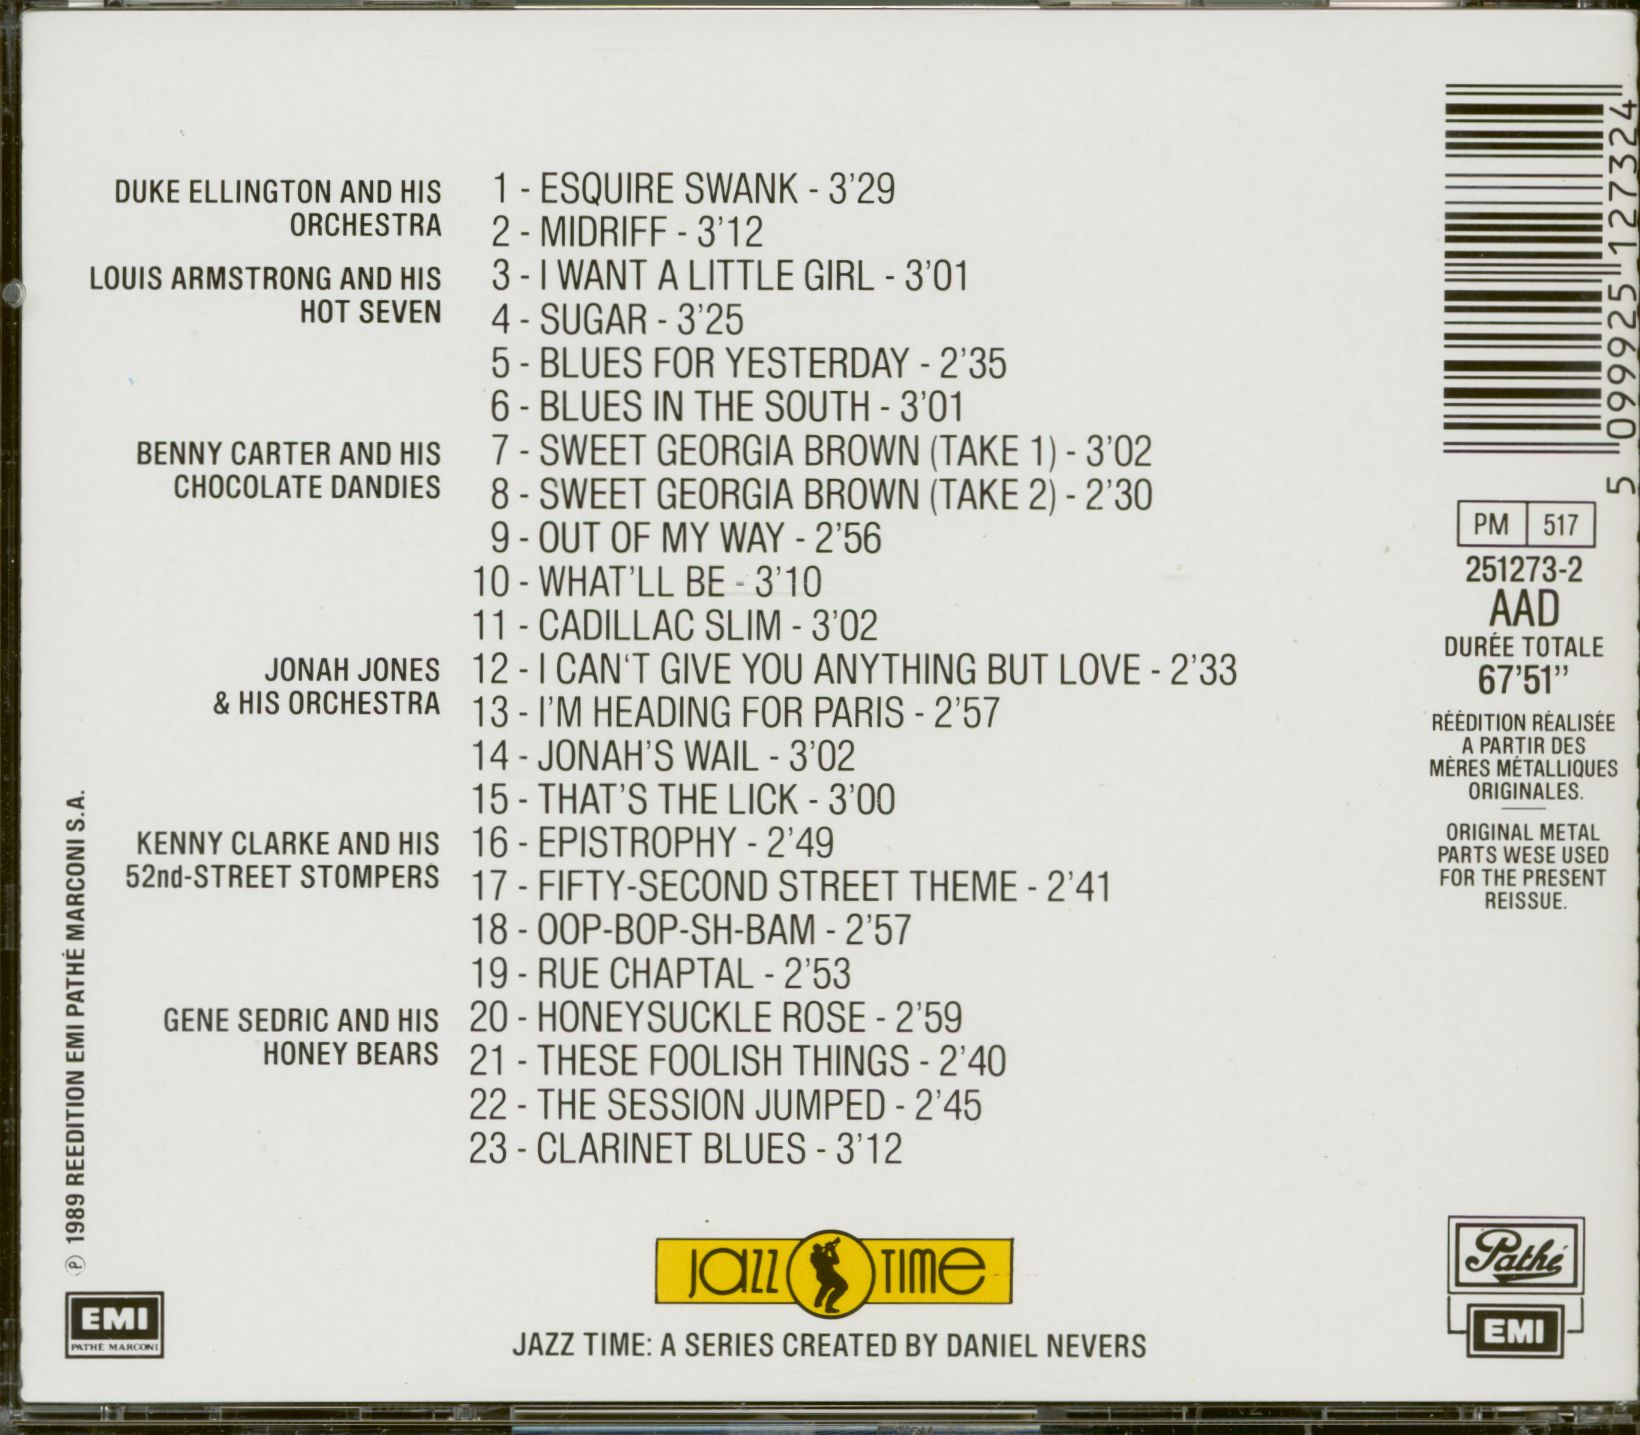 DUKE ELLINGTON AND HIS
ORCHESTRA
1 - ESQUIRE SWANK - 3'29
2 - MIDRIFF - 3'12
LOUIS ARMSTRONG AND HIS
HOT SEVEN
3 - I WANT A LITTLE GIRL - 3'01
4 - SUGAR - 3'25
5 - BLUES FOR YESTERDAY - 2'35
6 - BLUES IN THE SOUTH - 3'01
BENNY CARTER AND HIS
CHOCOLATE DANDIES
7 - SWEET GEORGIA BROWN (TAKE 1) - 3'02
8 - SWEET GEORGIA BROWN (TAKE 2) - 2'30
9 - OUT OF MY WAY - 2'56
10 - WHAT'LL BE - 3'10
11 - CADILLAC SLIM - 3'02
JONAH JONES
& HIS ORCHESTRA
12 - I CAN'T GIVE YOU ANYTHING BUT LOVE - 2'33
13 - I'M HEADING FOR PARIS - 2'57
14 - JONAH'S WAIL - 3'02
15 - THAT'S THE LICK - 3'00
KENNY CLARKE AND HIS
52nd-STREET STOMPERS
16 - EPISTROPHY - 2'49
17 - FIFTY-SECOND STREET THEME - 2'41
18 - OOP-BOP-SH-BAM - 2'57
19 - RUE CHAPTAL - 2'53
GENE SEDRIC AND HIS
HONEY BEARS
20 - HONEYSUCKLE ROSE - 2'59
21 - THESE FOOLISH THINGS - 2'40
22 - THE SESSION JUMPED - 2'45
23 - CLARINET BLUES - 3'12
5 099925 127324
PM 517
251273-2
AAD
DURÉE TOTALE
67'51''
RÉÉDITION RÉALISÉE
A PARTIR DES
MÈRES MÉTALLIQUES
ORIGINALES.
ORIGINAL METAL
PARTS WESE USED
FOR THE PRESENT
REISSUE.
℗ 1989 REEDITION EMI PATHÉ MARCONI S.A.
EMI
PATHÉ MARCONI
JAZZ TIME
JAZZ TIME: A SERIES CREATED BY DANIEL NEVERS
Pathé
EMI